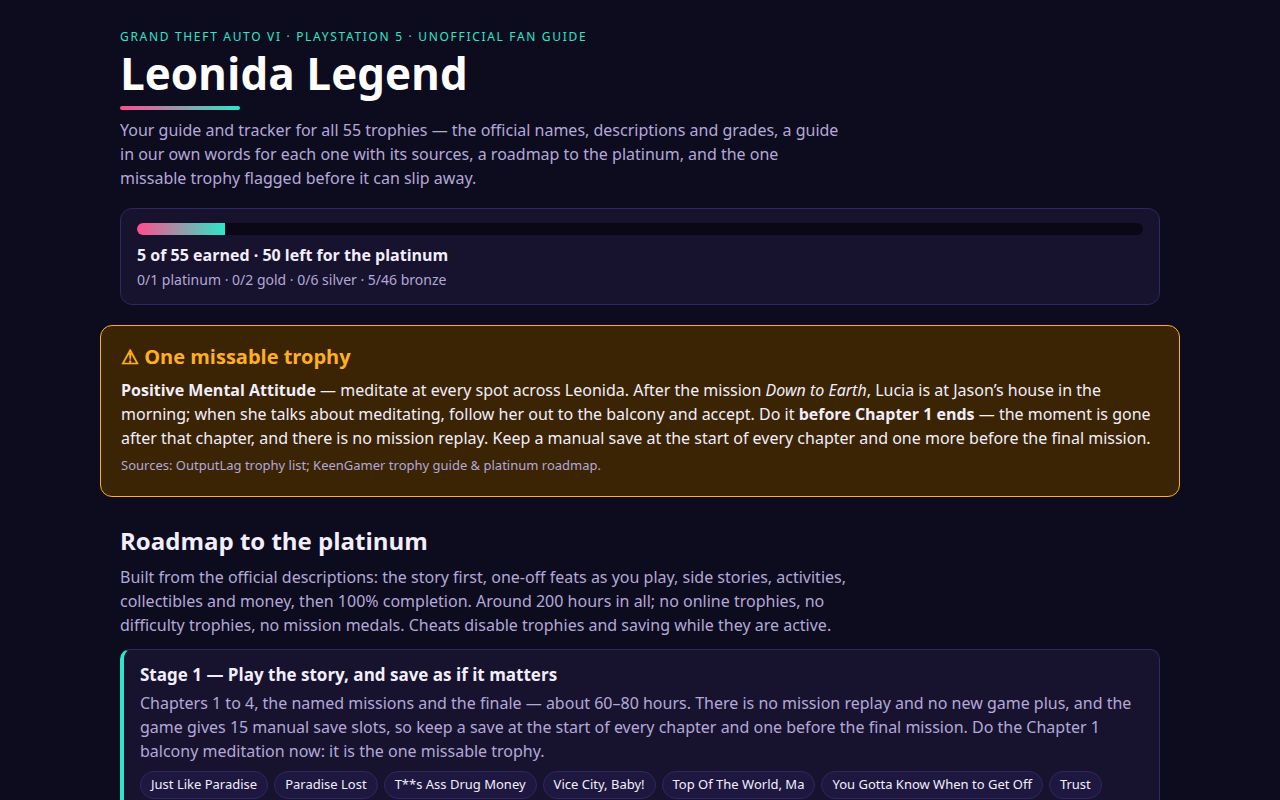 GRAND THEFT AUTO VI · PLAYSTATION 5 · UNOFFICIAL FAN GUIDE
Leonida Legend
Your guide and tracker for all 55 trophies — the official names, descriptions and grades, a guide
in our own words for each one with its sources, a roadmap to the platinum, and the one
missable trophy flagged before it can slip away.
5 of 55 earned · 50 left for the platinum
0/1 platinum · 0/2 gold · 0/6 silver · 5/46 bronze
⚠ One missable trophy
Positive Mental Attitude — meditate at every spot across Leonida. After the mission Down to Earth, Lucia is at Jason’s house in the
morning; when she talks about meditating, follow her out to the balcony and accept. Do it before Chapter 1 ends — the moment is gone
after that chapter, and there is no mission replay. Keep a manual save at the start of every chapter and one more before the final mission.
Sources: OutputLag trophy list; KeenGamer trophy guide & platinum roadmap.
Roadmap to the platinum
Built from the official descriptions: the story first, one-off feats as you play, side stories, activities,
collectibles and money, then 100% completion. Around 200 hours in all; no online trophies, no
difficulty trophies, no mission medals. Cheats disable trophies and saving while they are active.
Stage 1 — Play the story, and save as if it matters
Chapters 1 to 4, the named missions and the finale — about 60–80 hours. There is no mission replay and no new game plus, and the
game gives 15 manual save slots, so keep a save at the start of every chapter and one before the final mission. Do the Chapter 1
balcony meditation now: it is the one missable trophy.
Just Like Paradise Paradise Lost T**s Ass Drug Money Vice City, Baby! Top Of The World, Ma You Gotta Know When to Get Off Trust